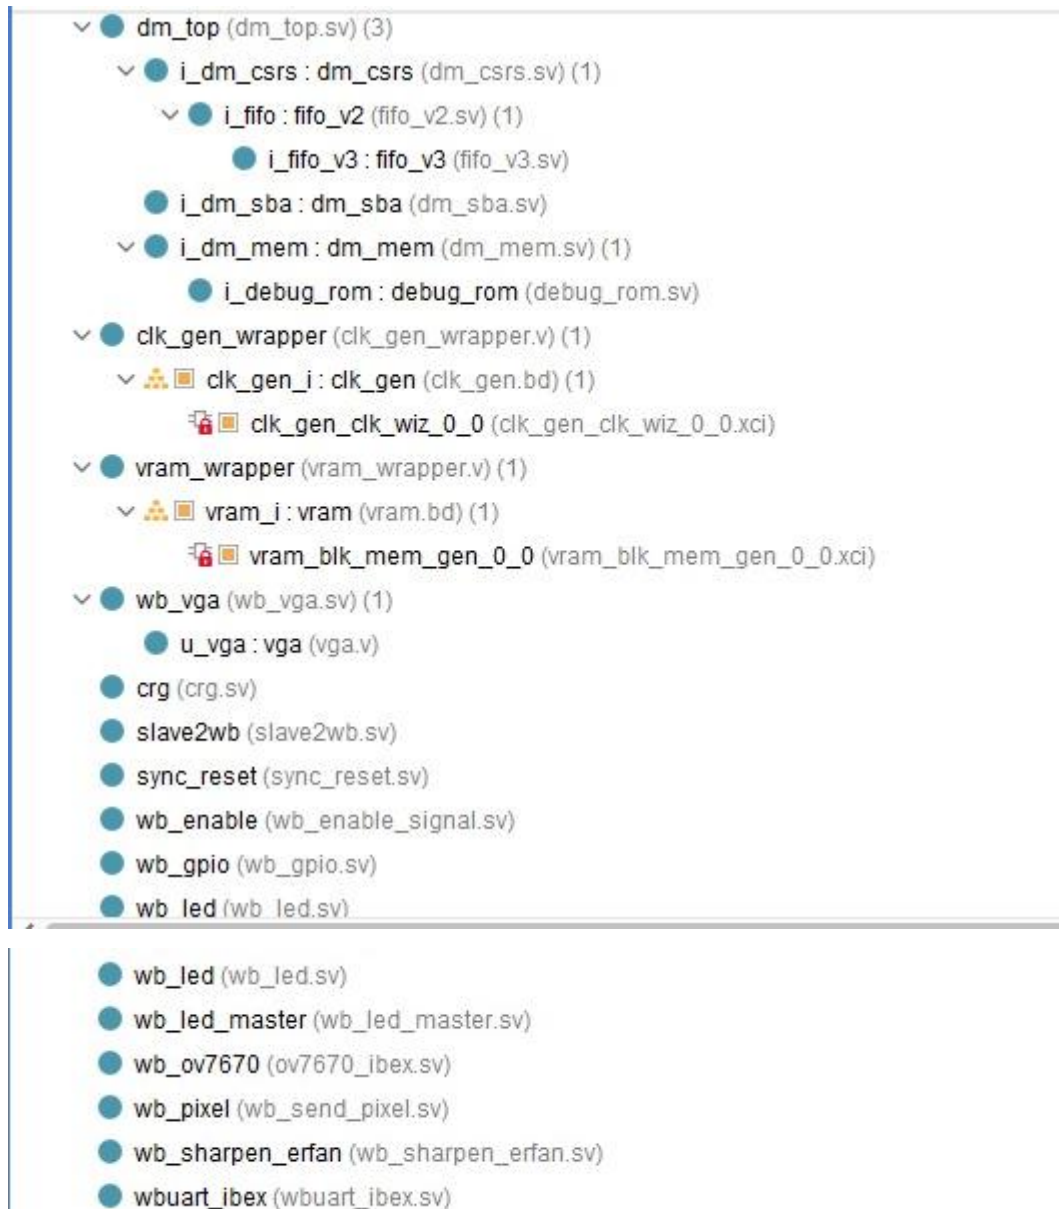 dm_top (dm_top.sv) (3)
i_dm_csrs : dm_csrs (dm_csrs.sv) (1)
i_fifo : fifo_v2 (fifo_v2.sv) (1)
i_fifo_v3 : fifo_v3 (fifo_v3.sv)
i_dm_sba : dm_sba (dm_sba.sv)
i_dm_mem : dm_mem (dm_mem.sv) (1)
i_debug_rom : debug_rom (debug_rom.sv)
clk_gen_wrapper (clk_gen_wrapper.v) (1)
clk_gen_i : clk_gen (clk_gen.bd) (1)
clk_gen_clk_wiz_0_0 (clk_gen_clk_wiz_0_0.xci)
vram_wrapper (vram_wrapper.v) (1)
vram_i : vram (vram.bd) (1)
vram_blk_mem_gen_0_0 (vram_blk_mem_gen_0_0.xci)
wb_vga (wb_vga.sv) (1)
u_vga : vga (vga.v)
crg (crg.sv)
slave2wb (slave2wb.sv)
sync_reset (sync_reset.sv)
wb_enable (wb_enable_signal.sv)
wb_gpio (wb_gpio.sv)
wb_led (wb_led.sv)
wb_led (wb_led.sv)
wb_led_master (wb_led_master.sv)
wb_ov7670 (ov7670_ibex.sv)
wb_pixel (wb_send_pixel.sv)
wb_sharpen_erfan (wb_sharpen_erfan.sv)
wbuart_ibex (wbuart_ibex.sv)